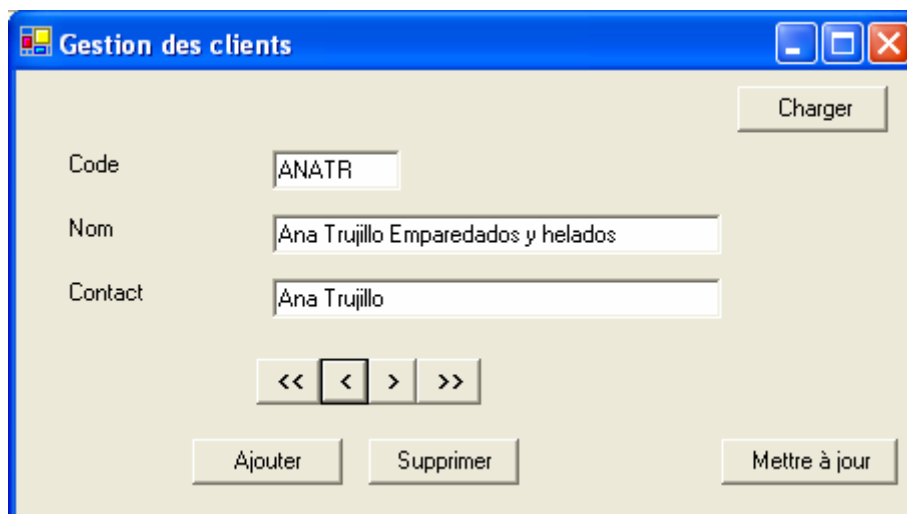 Gestion des clients
Charger
Code
ANATR
Nom
Ana Trujillo Emparedados y helados
Contact
Ana Trujillo
<< < > >>
Ajouter Supprimer Mettre à jour